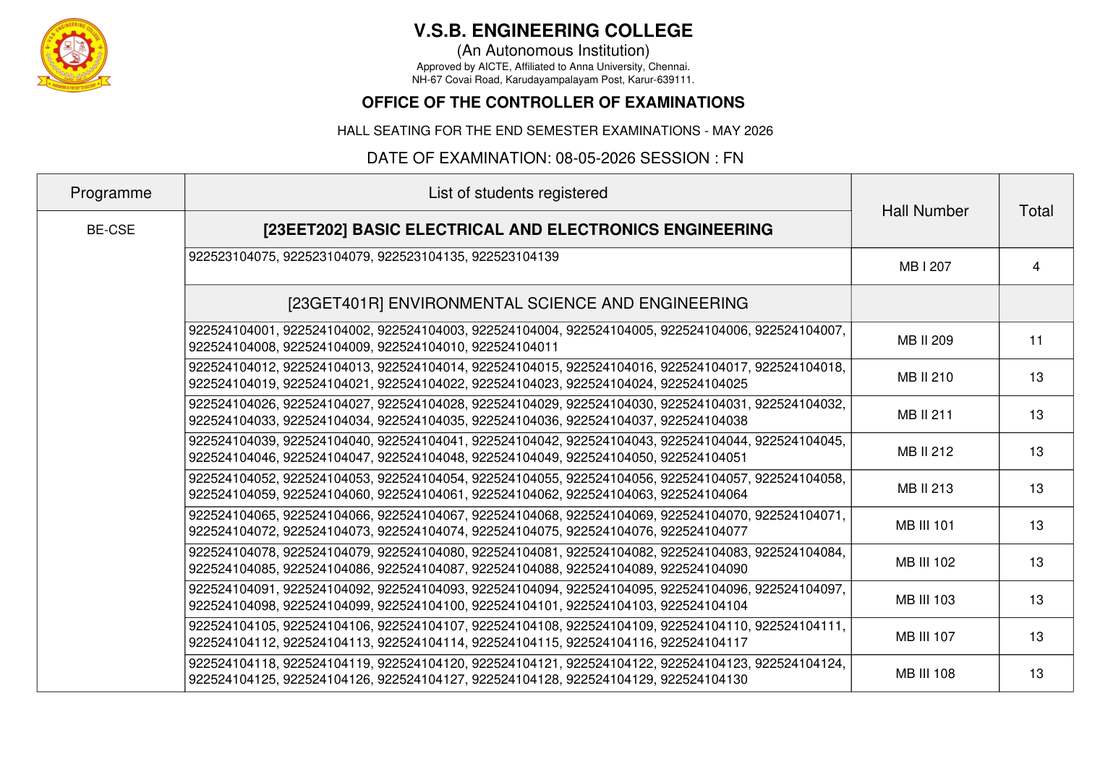 V.S.B. ENGINEERING COLLEGE
(An Autonomous Institution)
Approved by AICTE, Affiliated to Anna University, Chennai.
NH-67 Covai Road, Karudayampalayam Post, Karur-639111.
OFFICE OF THE CONTROLLER OF EXAMINATIONS
HALL SEATING FOR THE END SEMESTER EXAMINATIONS - MAY 2026
DATE OF EXAMINATION: 08-05-2026 SESSION : FN
Programme List of students registered Hall Number Total
BE-CSE [23EET202] BASIC ELECTRICAL AND ELECTRONICS ENGINEERING
922523104075, 922523104079, 922523104135, 922523104139 MB I 207 4
[23GET401R] ENVIRONMENTAL SCIENCE AND ENGINEERING
922524104001, 922524104002, 922524104003, 922524104004, 922524104005, 922524104006, 922524104007,
922524104008, 922524104009, 922524104010, 922524104011 MB II 209 11
922524104012, 922524104013, 922524104014, 922524104015, 922524104016, 922524104017, 922524104018,
922524104019, 922524104021, 922524104022, 922524104023, 922524104024, 922524104025 MB II 210 13
922524104026, 922524104027, 922524104028, 922524104029, 922524104030, 922524104031, 922524104032,
922524104033, 922524104034, 922524104035, 922524104036, 922524104037, 922524104038 MB II 211 13
922524104039, 922524104040, 922524104041, 922524104042, 922524104043, 922524104044, 922524104045,
922524104046, 922524104047, 922524104048, 922524104049, 922524104050, 922524104051 MB II 212 13
922524104052, 922524104053, 922524104054, 922524104055, 922524104056, 922524104057, 922524104058,
922524104059, 922524104060, 922524104061, 922524104062, 922524104063, 922524104064 MB II 213 13
922524104065, 922524104066, 922524104067, 922524104068, 922524104069, 922524104070, 922524104071,
922524104072, 922524104073, 922524104074, 922524104075, 922524104076, 922524104077 MB III 101 13
922524104078, 922524104079, 922524104080, 922524104081, 922524104082, 922524104083, 922524104084,
922524104085, 922524104086, 922524104087, 922524104088, 922524104089, 922524104090 MB III 102 13
922524104091, 922524104092, 922524104093, 922524104094, 922524104095, 922524104096, 922524104097,
922524104098, 922524104099, 922524104100, 922524104101, 922524104103, 922524104104 MB III 103 13
922524104105, 922524104106, 922524104107, 922524104108, 922524104109, 922524104110, 922524104111,
922524104112, 922524104113, 922524104114, 922524104115, 922524104116, 922524104117 MB III 107 13
922524104118, 922524104119, 922524104120, 922524104121, 922524104122, 922524104123, 922524104124,
922524104125, 922524104126, 922524104127, 922524104128, 922524104129, 922524104130 MB III 108 13